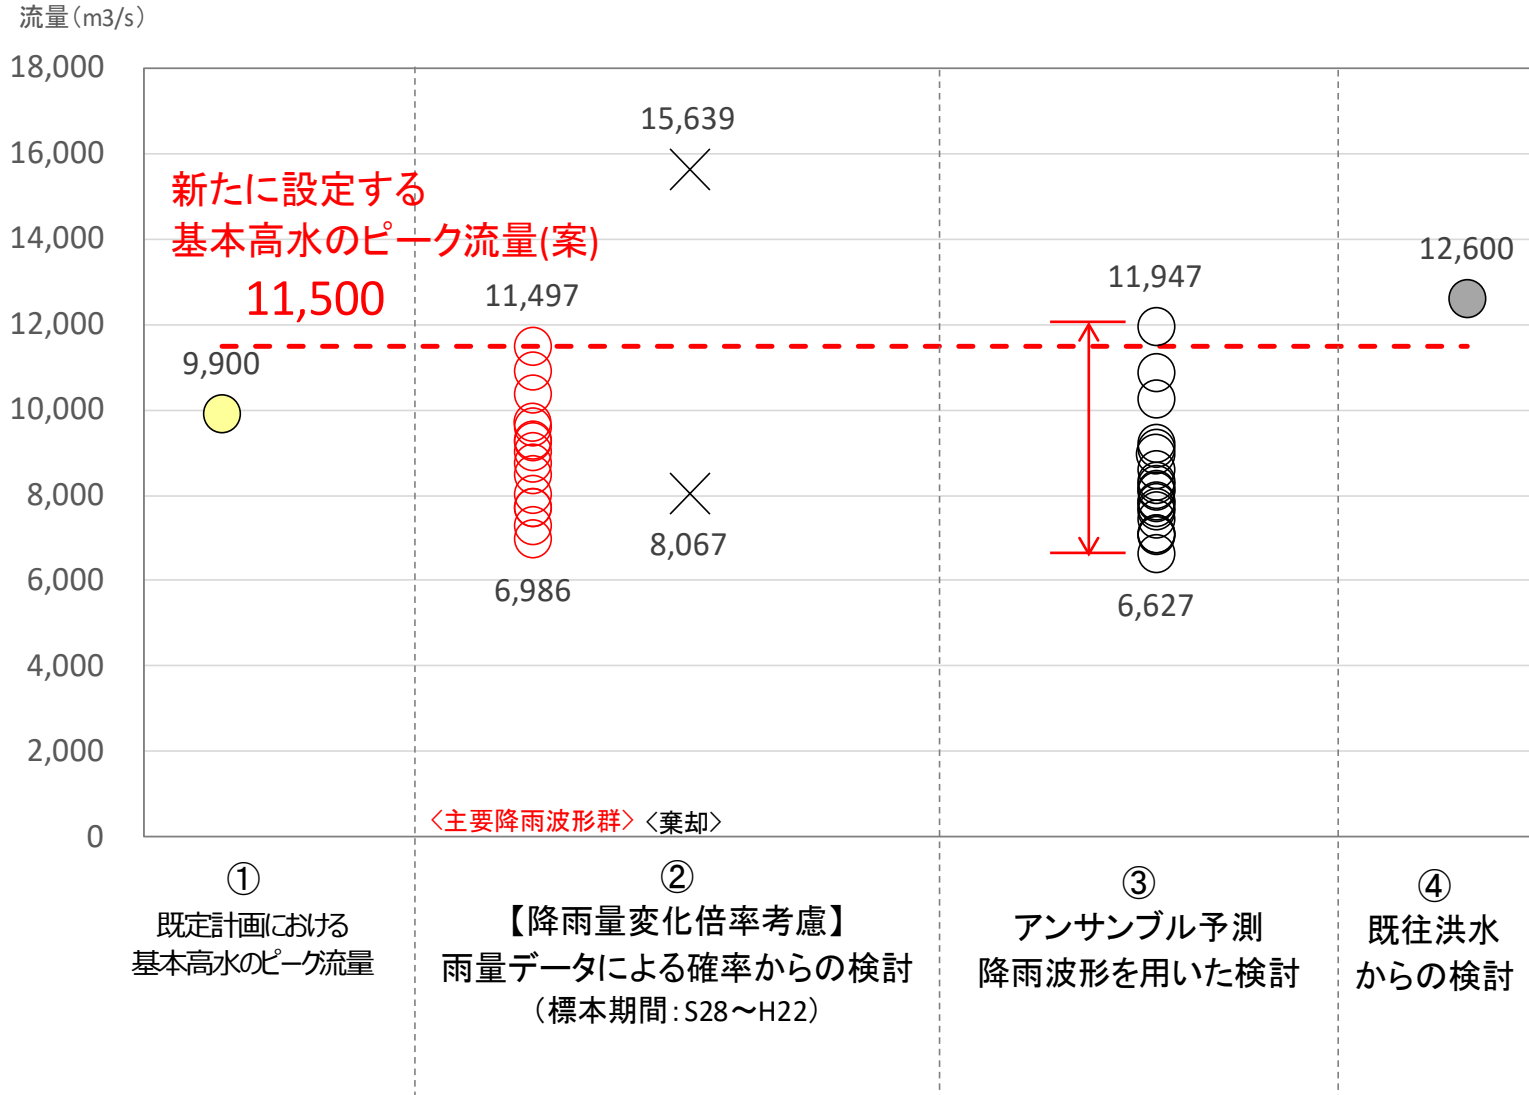 流量(m3/s)
18,000
16,000
14,000
12,000
10,000
8,000
6,000
4,000
2,000
0
新たに設定する
基本高水のピーク流量(案)
11,500
9,900
11,497
6,986
15,639
8,067
11,947
6,627
12,600
<主要降雨波形群> <棄却>
①
既定計画における
基本高水のピーク流量
②
【降雨量変化倍率考慮】
雨量データによる確率からの検討
(標本期間:S28~H22)
③
アンサンブル予測
降雨波形を用いた検討
④
既往洪水
からの検討